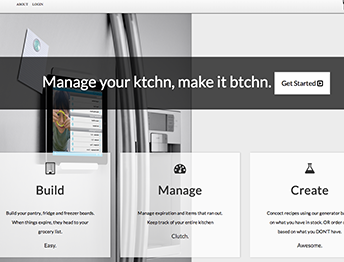 ABOUT LOGIN
Manage your ktchn, make it btchn. Get Started
Build
Build your pantry, fridge and freezer boards.
When things expire, they head to your
grocery list.
Easy.
Manage
Manage expiration and items that ran out.
Keep track of your entire kitchen
Clutch.
Create
Concoct recipes using our generator
on what you have in stock. OR order
based on what you DON'T have.
Awesome.